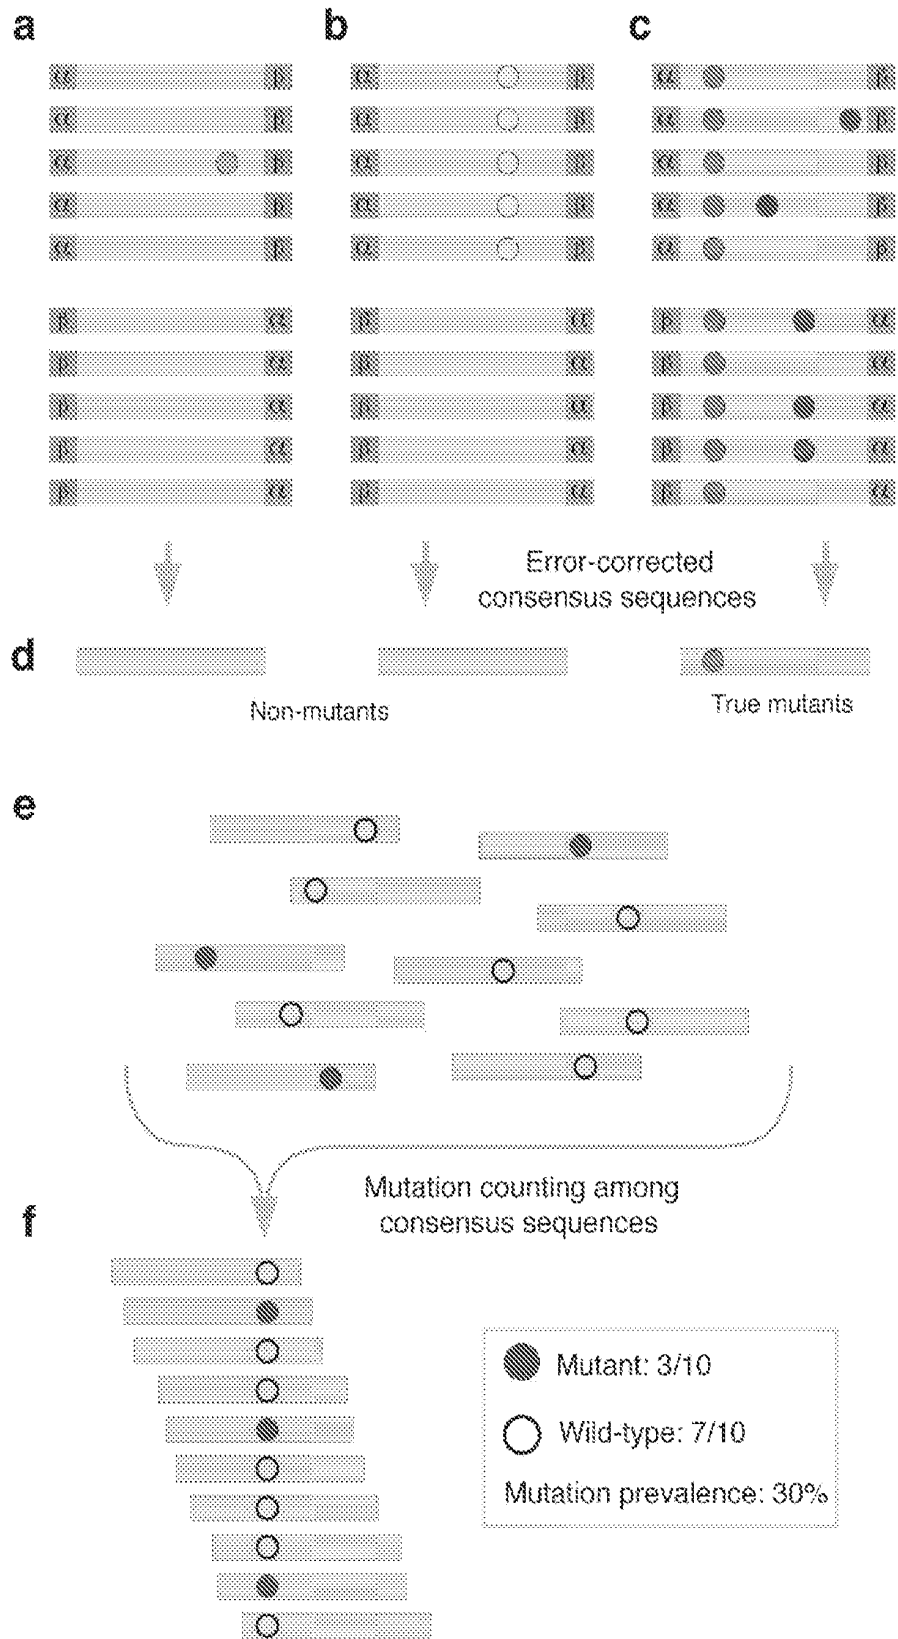 a b c
α β α β α β
α β α β α β
α β α β α β
α β α β α β
α β α β α β
β α β α β α
β α β α β α
β α β α β α
β α β α β α
β α β α β α
Error-corrected
consensus sequences
d
Non-mutants
True mutants
e
Mutation counting among
consensus sequences
f
Mutant: 3/10
Wild-type: 7/10
Mutation prevalence: 30%